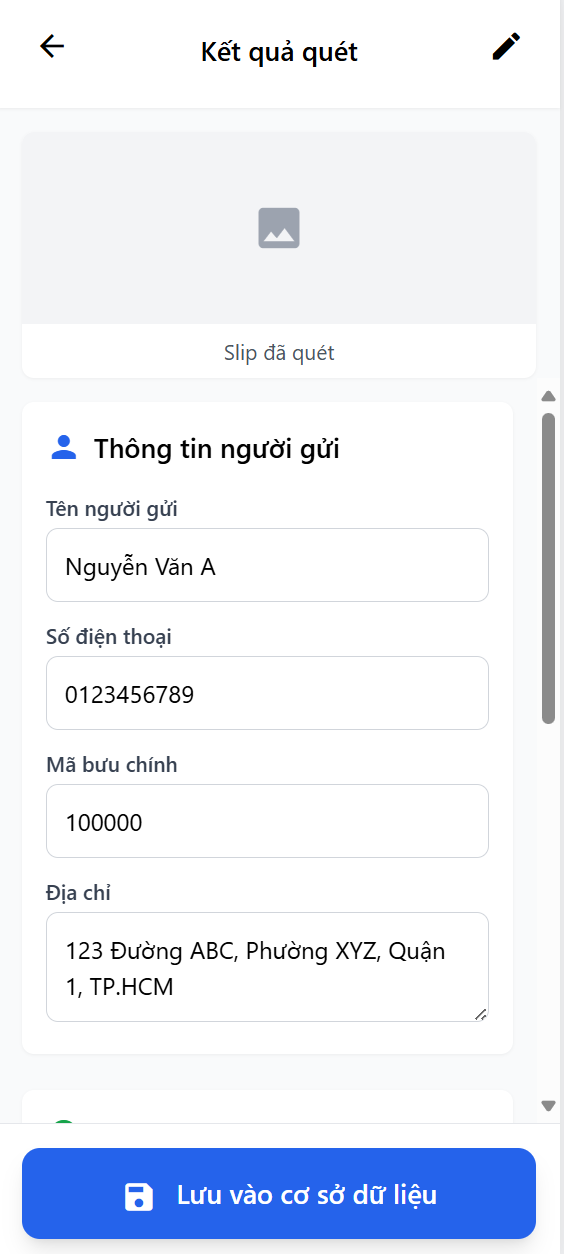 Kết quả quét
Slip đã quét
Thông tin người gửi
Tên người gửi
Nguyễn Văn A
Số điện thoại
0123456789
Mã bưu chính
100000
Địa chỉ
123 Đường ABC, Phường XYZ, Quận
1, TP.HCM
Lưu vào cơ sở dữ liệu